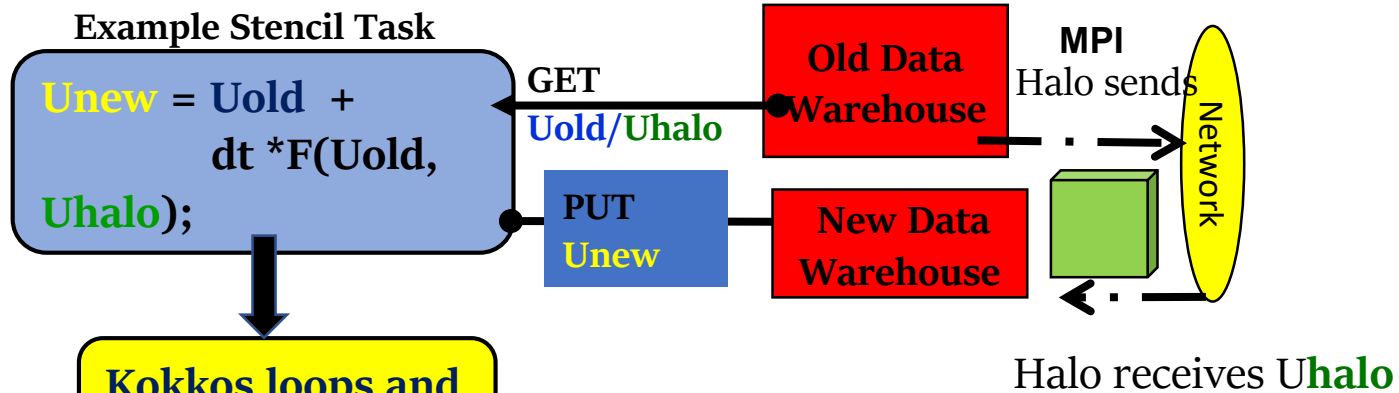 Example Stencil Task
Unew = Uold +
dt *F(Uold,
Uhalo);
GET
Uold/Uhalo
PUT
Unew
Old Data
Warehouse
New Data
Warehouse
MPI
Halo sends
Network
Halo receives Uhalo
Kokkos loops and